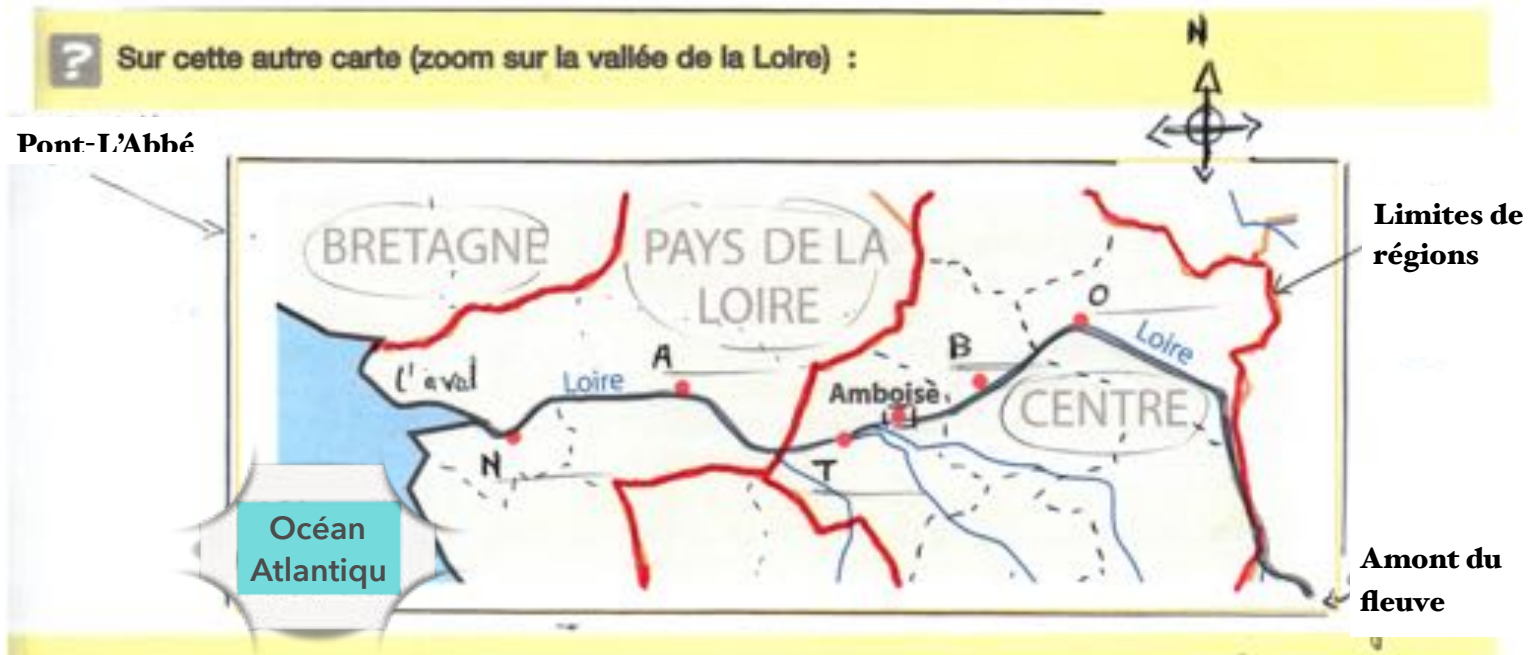 N
? Sur cette autre carte (zoom sur la vallée de la Loire) :
Pont-L'Abbé
Limites de
régions
BRETAGNE
PAYS DE LA
LOIRE
O
Loire
l'aval
Loire
A
B
Amboise
CENTRE
N
T
Océan
Atlantiqu
Amont du
fleuve